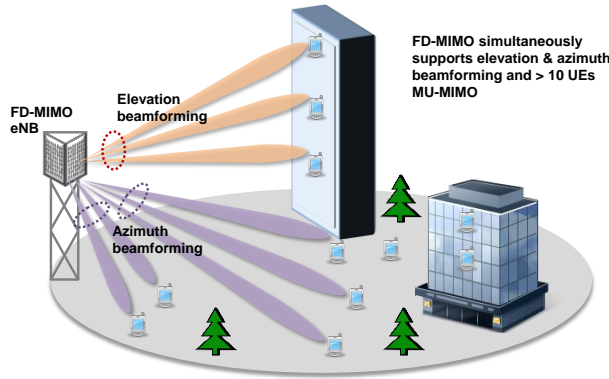 FD-MIMO simultaneously
supports elevation & azimuth
beamforming and > 10 UEs
MU-MIMO
FD-MIMO
eNB
Elevation
beamforming
Azimuth
beamforming